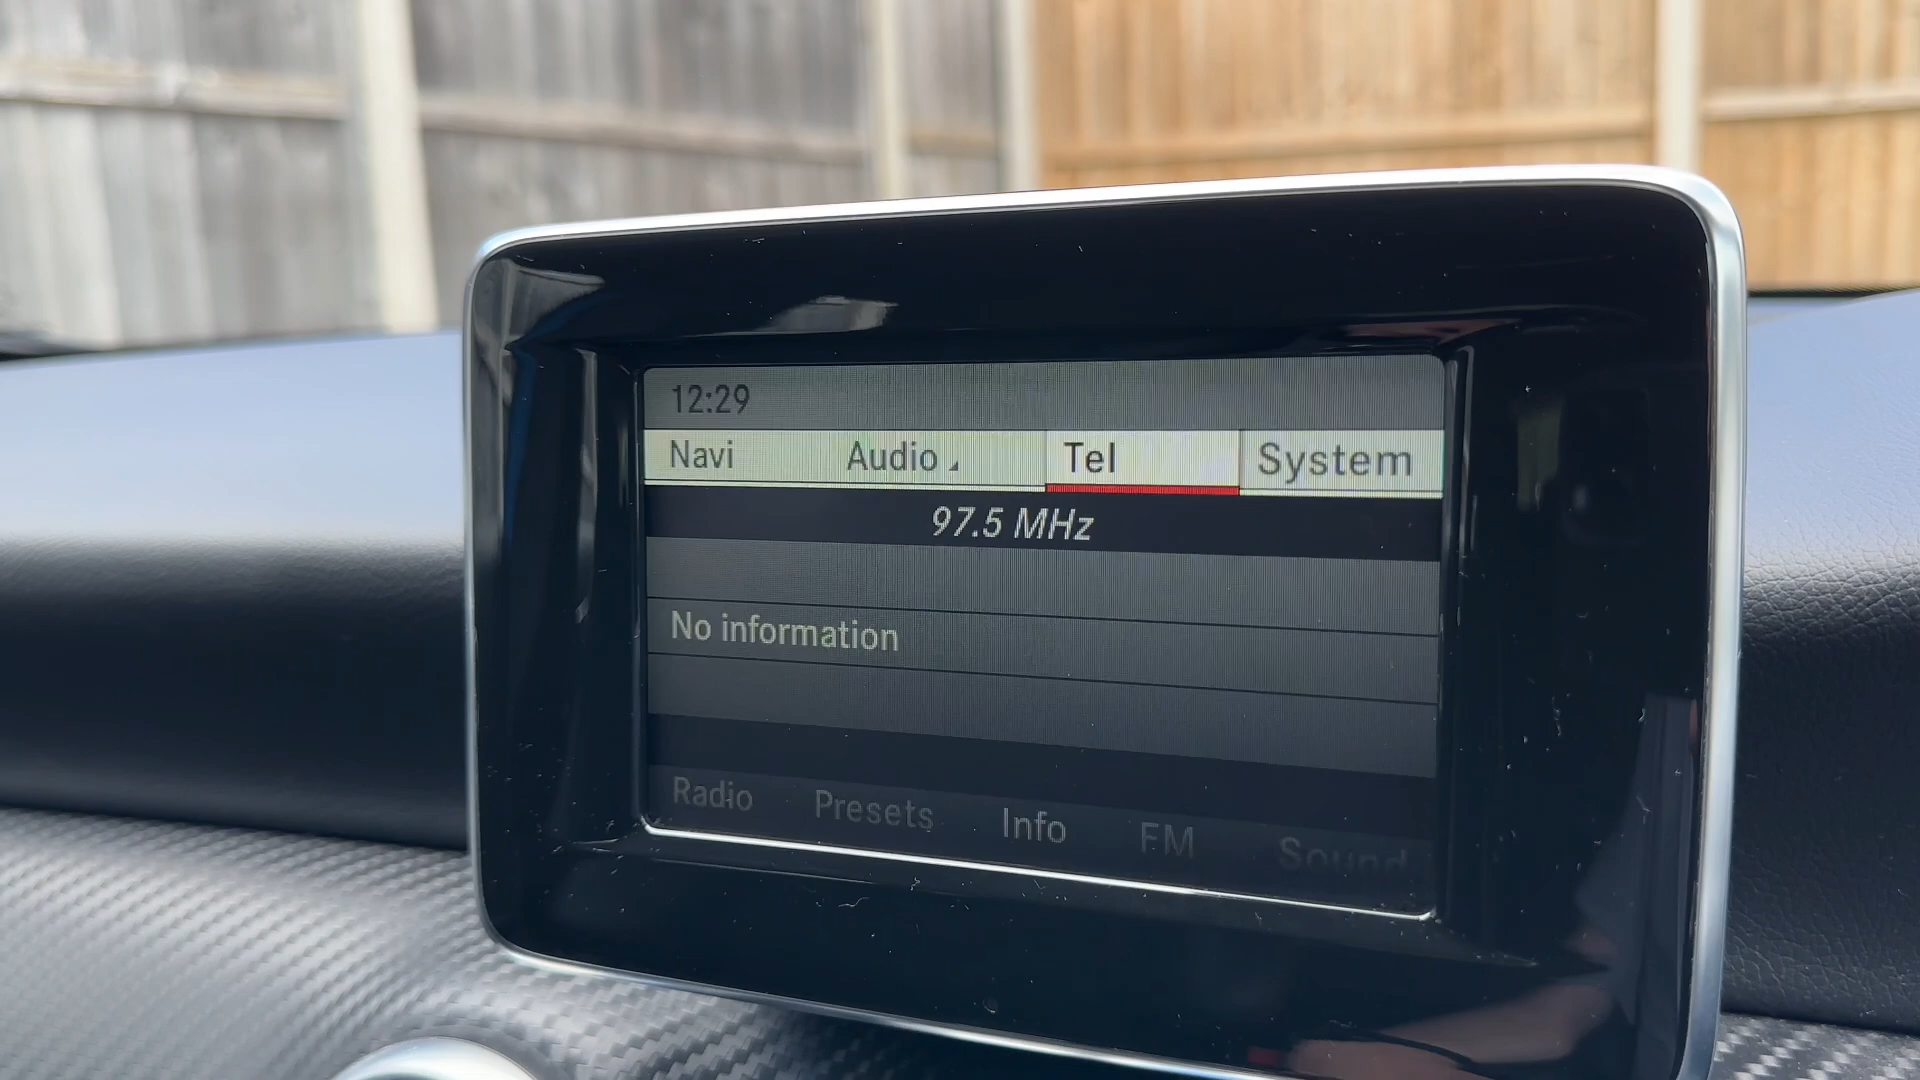 12:29
Navi Audio Tel System
97.5 MHz
No information
Radio Presets Info FM Sound